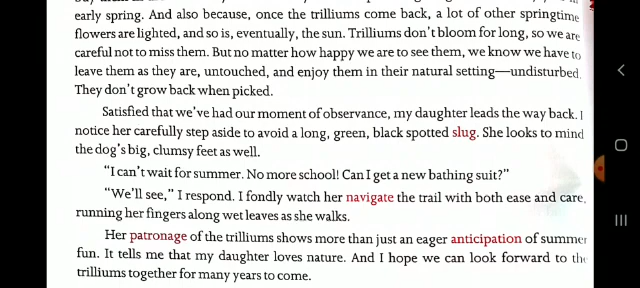 early spring. And also because, once the trilliums come back, a lot of other springtime
flowers are lighted, and so is, eventually, the sun. Trilliums don't bloom for long, so we are
careful not to miss them. But no matter how happy we are to see them, we know we have to
leave them as they are, untouched, and enjoy them in their natural setting—undisturbed.
They don't grow back when picked.
Satisfied that we've had our moment of observance, my daughter leads the way back. I
notice her carefully step aside to avoid a long, green, black spotted slug. She looks to mind
the dog's big, clumsy feet as well.
"I can't wait for summer. No more school! Can I get a new bathing suit?"
"We'll see," I respond. I fondly watch her navigate the trail with both ease and care,
running her fingers along wet leaves as she walks.
Her patronage of the trilliums shows more than just an eager anticipation of summer
fun. It tells me that my daughter loves nature. And I hope we can look forward to the
trilliums together for many years to come.